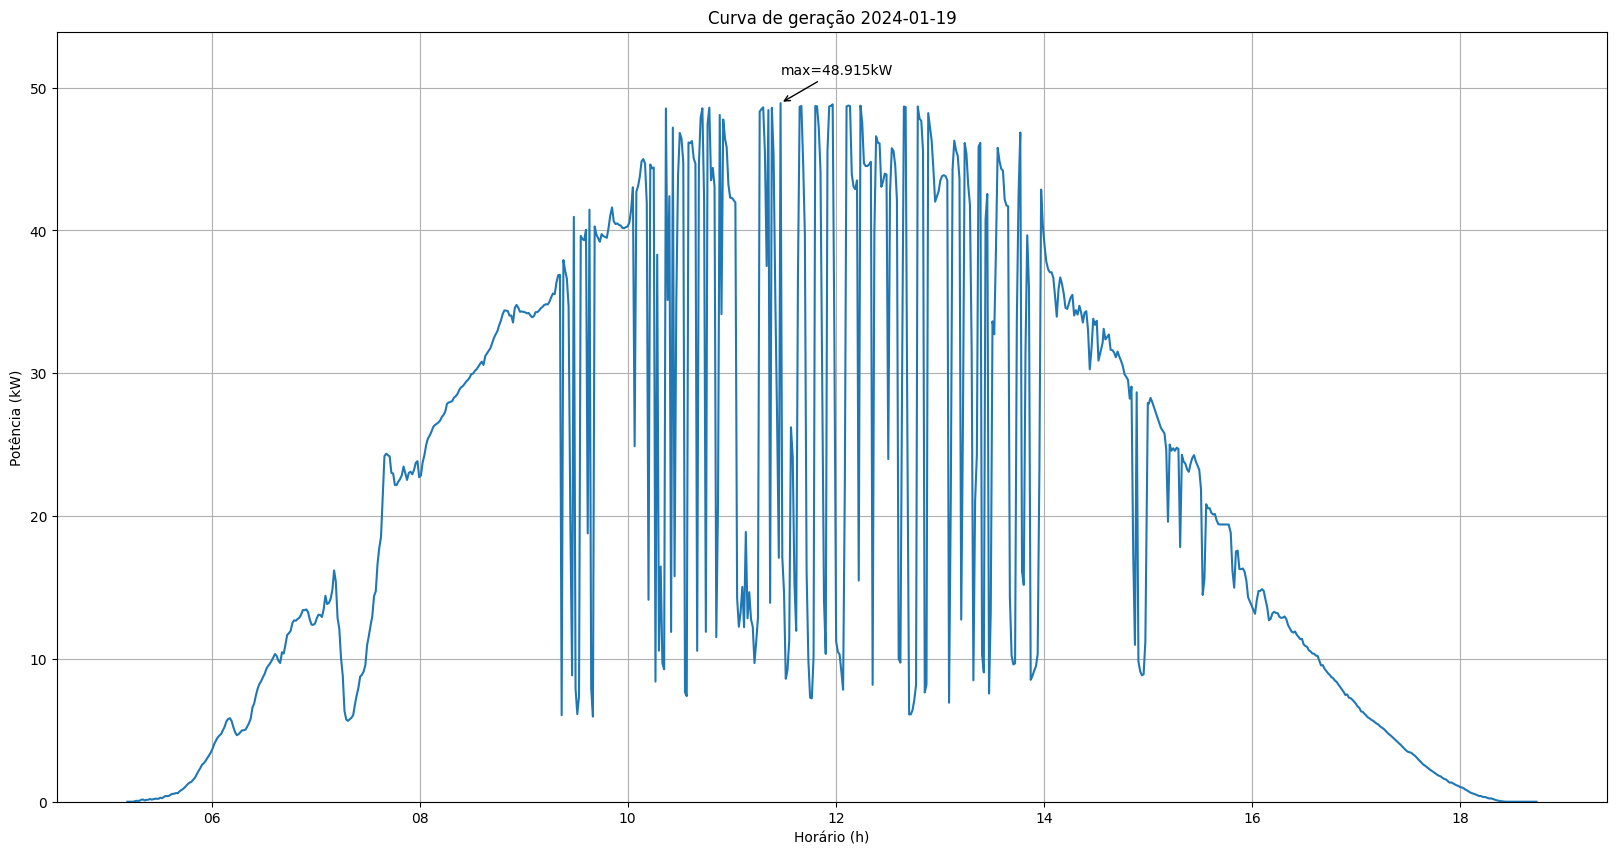 Curva de geração 2024-01-19
max=48.915kW
Potência (kW)
50
40
30
20
10
0
06 08 10 12 14 16 18
Horário (h)